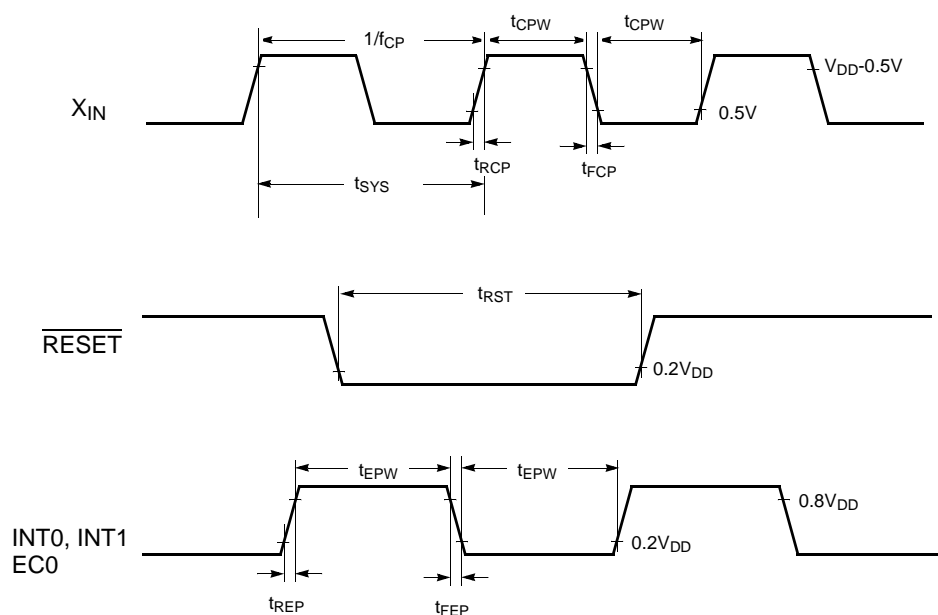 1/fCP
tCPW
tCPW
VDD-0.5V
XIN
0.5V
tRCP
tFCP
tSYS
tRST
RESET
0.2VDD
tEPW
tEPW
0.8VDD
INT0, INT1
EC0
0.2VDD
tREP
tFEP